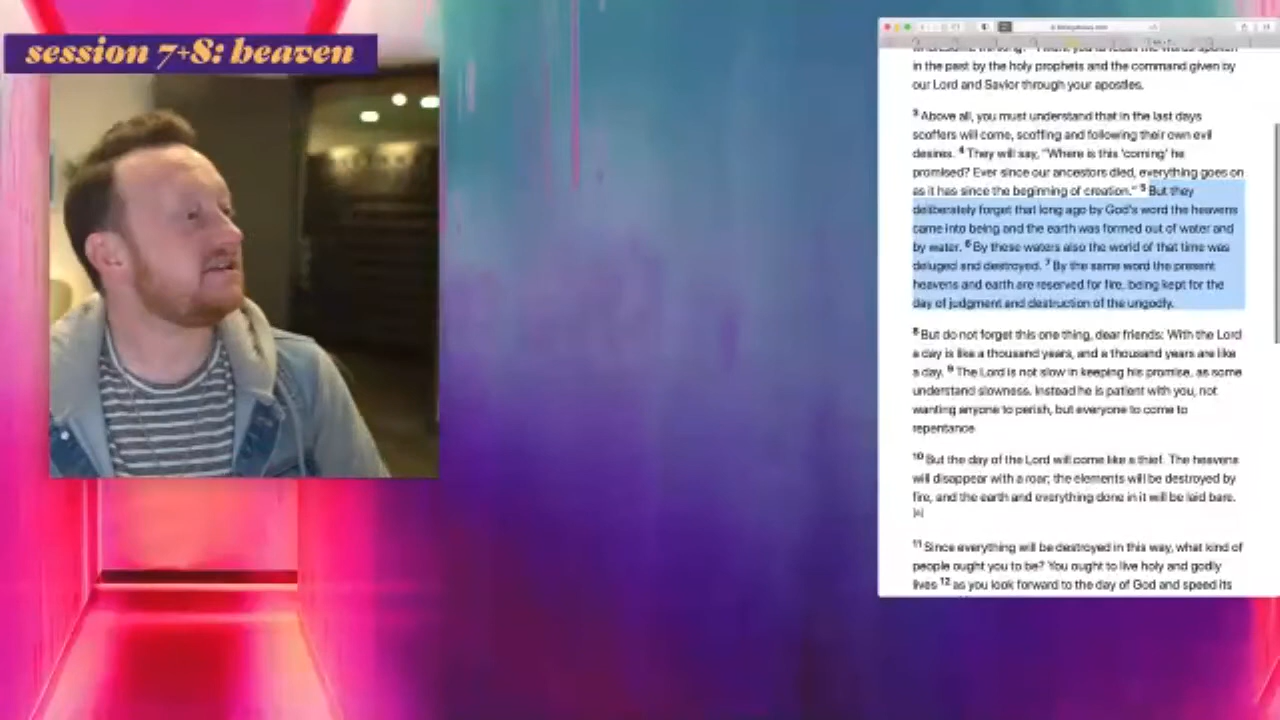 session 7+8: beaven
in the past by the holy prophets and the command given by
our Lord and Savior through your apostles.
3 Above all, you must understand that in the last days
scoffers will come, scoffing and following their own evil
desires. 4 They will say, "Where is this 'coming' he
promised? Ever since our ancestors died, everything goes on
as it has since the beginning of creation." 5 But they
deliberately forget that long ago by God's word the heavens
came into being and the earth was formed out of water and
by water. 6 By these waters also the world of that time was
deluged and destroyed. 7 By the same word the present
heavens and earth are reserved for fire, being kept for the
day of judgment and destruction of the ungodly.
8 But do not forget this one thing, dear friends: With the Lord
a day is like a thousand years, and a thousand years are like
a day. 9 The Lord is not slow in keeping his promise, as some
understand slowness. Instead he is patient with you, not
wanting anyone to perish, but everyone to come to
repentance
10 But the day of the Lord will come like a thief. The heavens
will disappear with a roar; the elements will be destroyed by
fire, and the earth and everything done in it will be laid bare.
11 Since everything will be destroyed in this way, what kind of
people ought you to be? You ought to live holy and godly
lives 12 as you look forward to the day of God and speed its